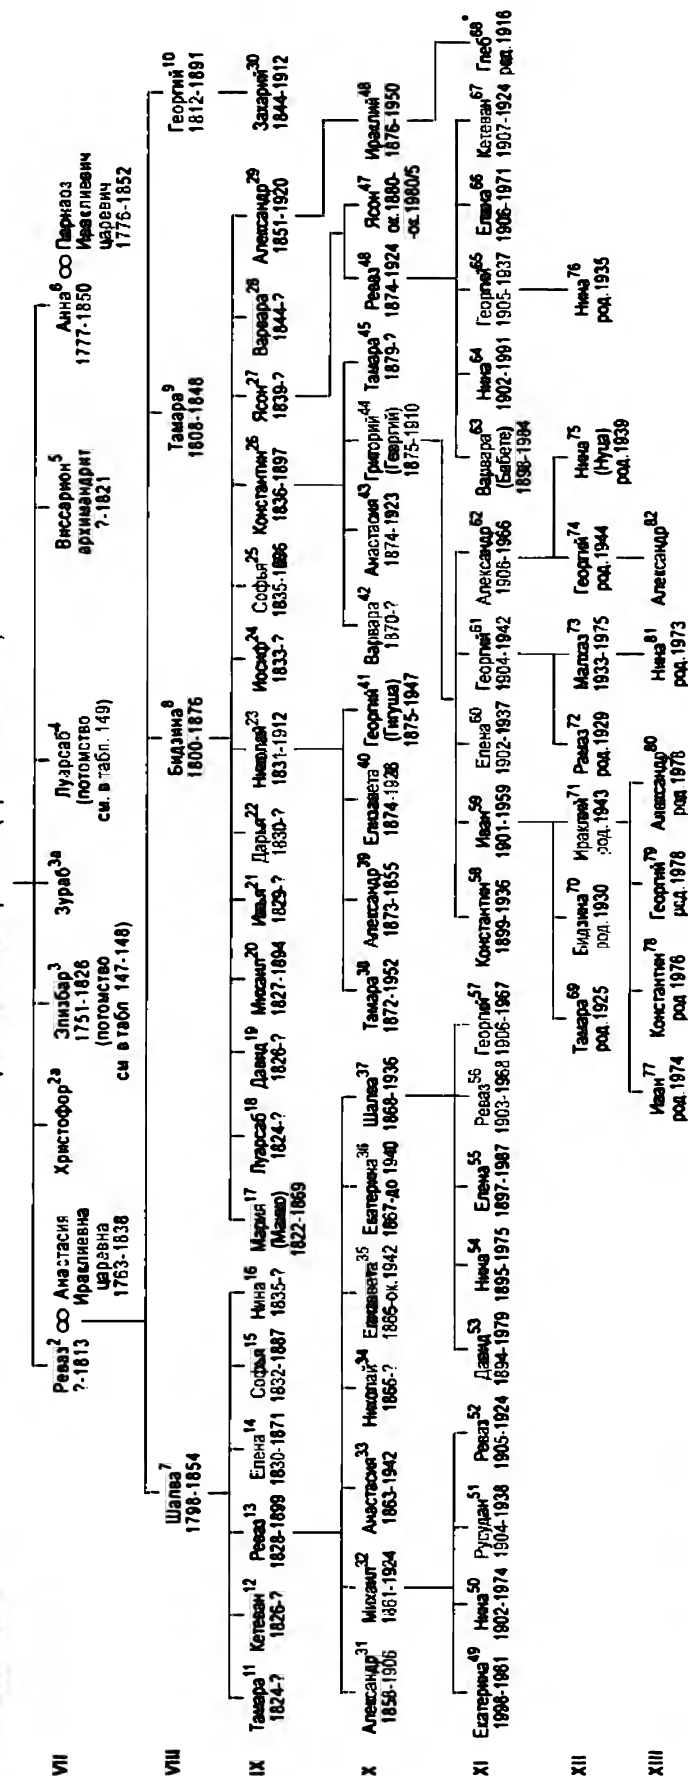 VII
Реваз² ∞ Анастасия
?-1813
Ираклиевна
царевна
1763-1838
Христофор²ᵃ
Элизбар³
1751-1826
(потомство
см в табл 147-148)
Зураб³ᵃ
Луарсаб⁴
(потомство
см. в табл. 149)
Виссарион⁵
архимандрит
?-1821
Анна⁶ ∞ Парнаоз
1777-1850
Ираклиевич
царевич
1776-1852
VIII
Шалва⁷
1798-1854
Бидзина⁸
1800-1876
Тамара⁹
1808-1848
Георгий¹⁰
1812-1891
IX
Тамара¹¹
1824-?
Кетеван¹²
1826-?
Реваз¹³
1828-1899
Елена¹⁴
1830-1871
Софья¹⁵
1832-1887
Нина¹⁶
1835-?
Мария¹⁷
(Мано)
1822-1869
Луарсаб¹⁸
1824-?
Давид¹⁹
1826-?
Михаил²⁰
1827-1894
Илья²¹
1829-?
Дарья²²
1830-?
Николай²³
1831-1912
Иосиф²⁴
1833-?
Софья²⁵
1835-1896
Константин²⁶
1836-1897
Ясон²⁷
1839-?
Варвара²⁸
1844-?
Александр²⁹
1851-1920
Захарий³⁰
1844-1912
X
Александр³¹
1858-1906
Михаил³²
1861-1924
Анастасия³³
1863-1942
Николай³⁴
1866-?
Елизавета³⁵
1865-ок.1942
Екатерина³⁶
1867-до 1940
Шалва³⁷
1868-1936
Тамара³⁸
1872-1952
Александр³⁹
1873-1955
Елизавета⁴⁰
1874-1928
Георгий⁴¹
(Гигуша)
1875-1947
Варвара⁴²
1870-?
Анастасия⁴³
1874-1923
Григорий⁴⁴
(Георгий)
1875-1910
Тамара⁴⁵
1879-?
Реваз⁴⁸
1874-1924
Ясон⁴⁷
ок.1880-
-ок.1980/5
Ираклий⁴⁸
1876-1950
XI
Екатерина⁴⁹
1998-1981
Нина⁵⁰
1902-1974
Русудан⁵¹
1904-1938
Реваз⁵²
1905-1924
Давид⁵³
1894-1979
Нина⁵⁴
1895-1975
Елена⁵⁵
1897-1987
Реваз⁵⁶
1903-1968
Георгий⁵⁷
1906-1967
Константин⁵⁸
1899-1936
Иван⁵⁹
1901-1959
Елена⁶⁰
1902-1937
Георгий⁶¹
1904-1942
Александр⁶²
1906-1966
Варвара⁶³
(Бабете)
1898-1984
Нина⁶⁴
1902-1991
Георгий⁶⁵
1905-1937
Елена⁶⁶
1906-1971
Кетеван⁶⁷
1907-1924
Глеб⁶⁸*
род.1916
XII
Тамара⁶⁹
род.1925
Бидзина⁷⁰
род.1930
Ираклий⁷¹
род.1943
Рамаз⁷²
род.1929
Малхаз⁷³
1933-1975
Георгий⁷⁴
род.1944
Нина⁷⁵
(Нуца)
род.1939
Нина⁷⁶
род.1935
XIII
Иван⁷⁷
род.1974
Константин⁷⁸
род 1976
Георгий⁷⁹
род.1978
Александр⁸⁰
род.1978
Нина⁸¹
род.1973
Александр⁸²